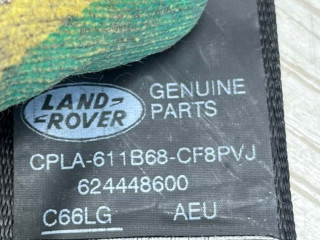 LAND-
ROVER
GENUINE
PARTS
CPLA-611B68-CF8PVJ
624448600
C66LG AEU